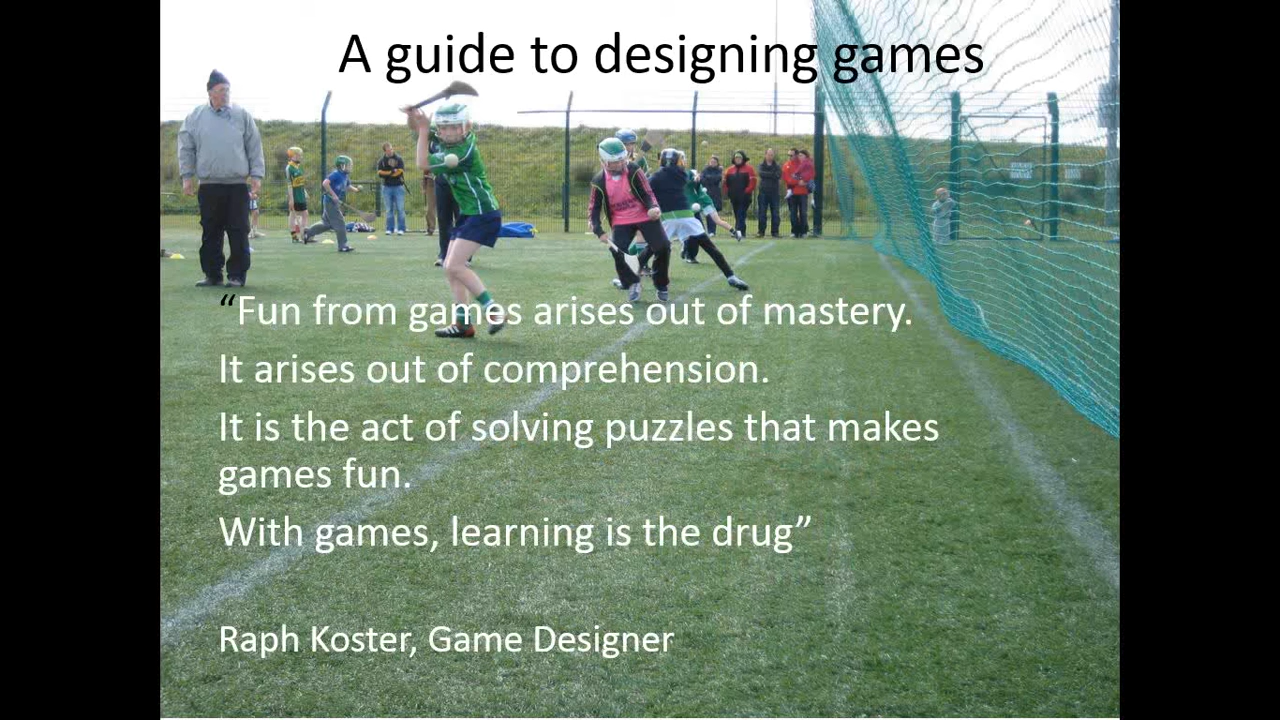 A guide to designing games
“Fun from games arises out of mastery.
It arises out of comprehension.
It is the act of solving puzzles that makes
games fun.
With games, learning is the drug”
Raph Koster, Game Designer